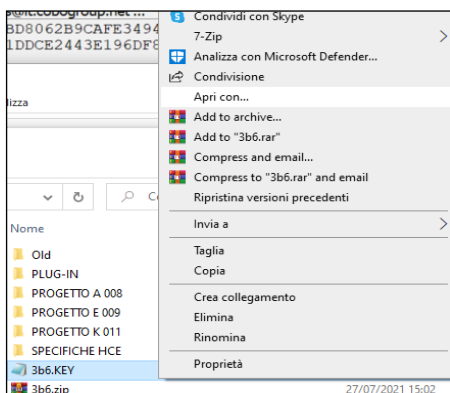 s@it.cobogroup.net ...
BD8062B9CAFE3494
1DDCE2443E196DF8
izza
Nome
Old
PLUG-IN
PROGETTO A 008
PROGETTO E 009
PROGETTO K 011
SPECIFICHE HCE
3b6.KEY
3b6.zip
27/07/2021 15:02
Condividi con Skype
7-Zip
Analizza con Microsoft Defender...
Condivisione
Apri con...
Add to archive...
Add to "3b6.rar"
Compress and email...
Compress to "3b6.rar" and email
Ripristina versioni precedenti
Invia a
Taglia
Copia
Crea collegamento
Elimina
Rinomina
Proprietà